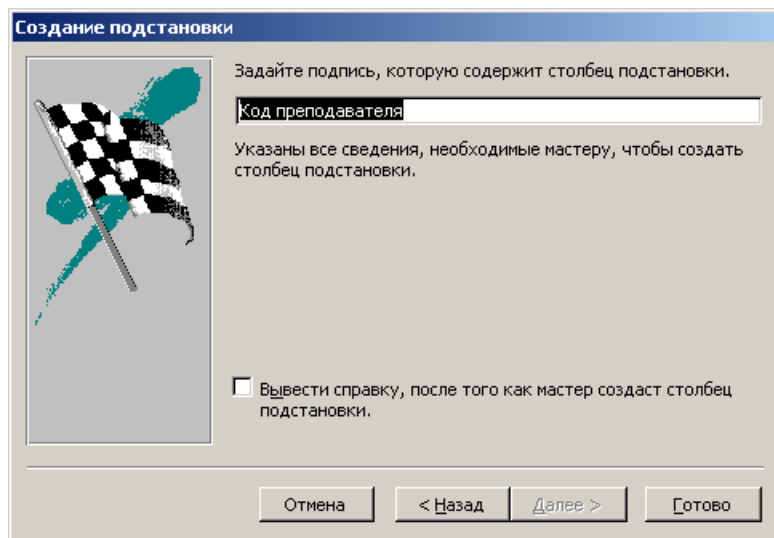 Создание подстановки
Задайте подпись, которую содержит столбец подстановки.
Код преподавателя
Указаны все сведения, необходимые мастеру, чтобы создать
столбец подстановки.
Вывести справку, после того как мастер создаст столбец
подстановки.
Отмена
< Назад
Далее >
Готово